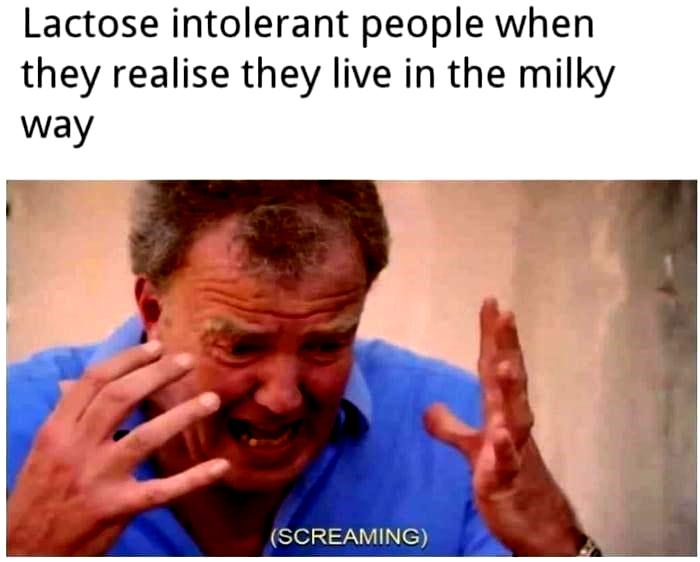 Lactose intolerant people when
they realise they live in the milky
way
(SCREAMING)